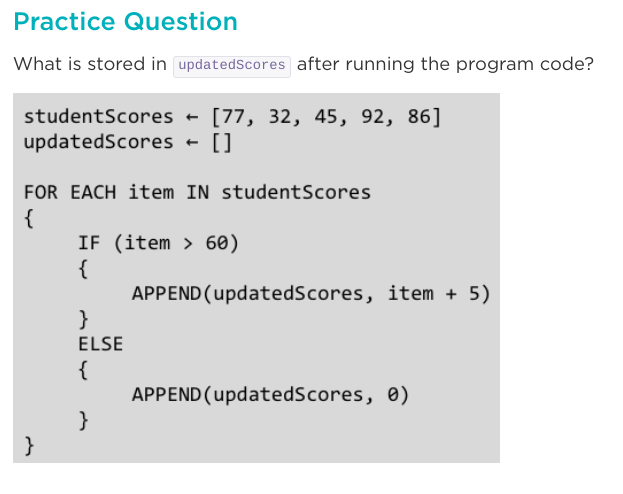 Practice Question
What is stored in updatedScores after running the program code?
studentScores ← [77, 32, 45, 92, 86]
updatedScores ← []
FOR EACH item IN studentScores
{
IF (item > 60)
{
APPEND(updatedScores, item + 5)
}
ELSE
{
APPEND(updatedScores, 0)
}
}